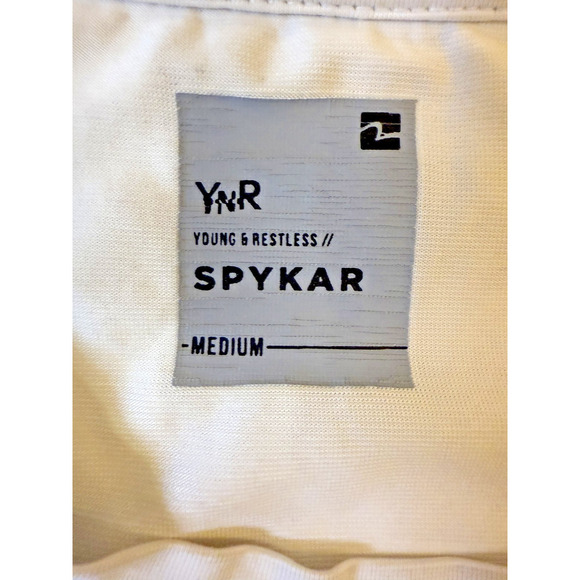 YNR
YOUNG & RESTLESS //
SPYKAR
-MEDIUM